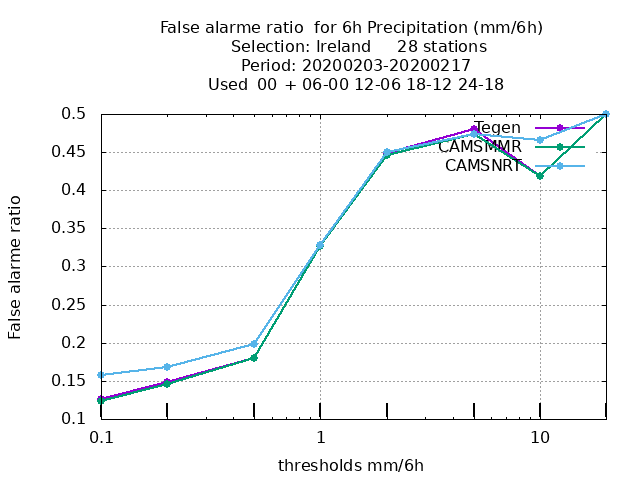 False alarme ratio  for 6h Precipitation (mm/6h)
Selection: Ireland     28 stations
Period: 20200203-20200217
Used  00 + 06-00 12-06 18-12 24-18
False alarme ratio
0.5
0.45
0.4
0.35
0.3
0.25
0.2
0.15
0.1
Tegen
CAMSMMR
CAMSNRT
0.1
1
10
thresholds mm/6h